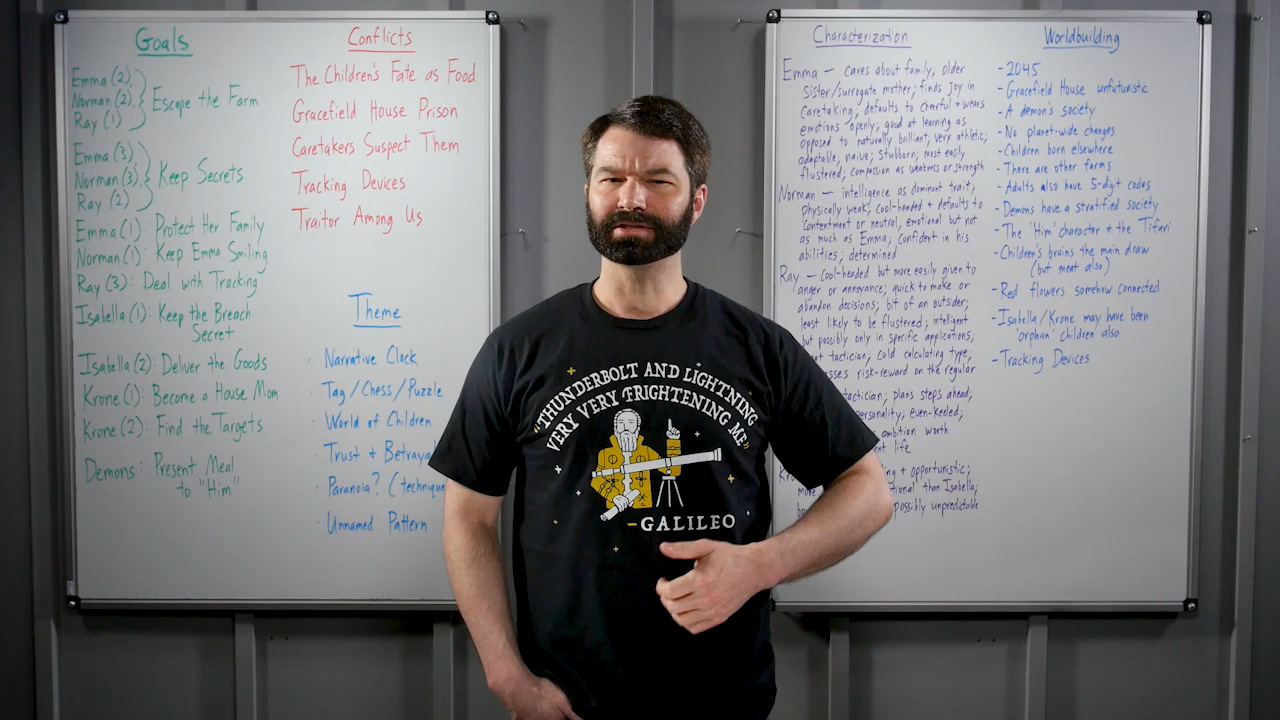 Goals
Emma (2),
Norman (2),
Ray (1)
Escape the Farm
Emma (3)
Norman (3),
Ray (2)
Keep Secrets
Emma (1): Protect Her Family
Norman (1): Keep Emma Smiling
Ray (3): Deal with Tracking
Isabella (1): Keep the Breach
Secret
Isabella (2): Deliver the Goods
Krone (1): Become a House Mom
Krone (2): Find the Targets
Demons: Present Meal
to "Him"
Conflicts
The Children's Fate as Food
Gracefield House Prison
Caretakers Suspect Them
Tracking Devices
Traitor Among Us
Theme
· Narrative Clock
· Tag/Chess/Puzzle
· World of Children
· Trust + Betrayal
· Paranoia? (technique
· Unnamed Pattern
"THUNDERBOLT AND LIGHTNING
VERY VERY FRIGHTENING ME"
-GALILEO
Characterization
Emma – cares about family; older
Sister/surrogate mother; finds joy in
Caretaking, defaults to cheerful + wears
emotions openly; good at learning as
opposed to naturally brilliant, very athletic;
adaptable, naive; Stubborn; most easily
flustered; Compassion as weakness or strength
Norman – intelligence as dominant trait;
Physically weak; Cool-headed + defaults to
Contentment or neutral, emotional but not
as much as Emma; Confident in his
abilities; determined
Ray – Cool-headed but more easily given to
anger or annoyance; quick to make or
abandon decisions; bit of an outsider;
least likely to be flustered; inteligent
but possibly only in Specific applications;
tactician, cold calculating type,
risk-reward on the regular
tactician, plans steps ahead;
personality; even-keeled;
ambition worth
life
+ opportunistic;
more than Isabella;
possibly unpredictable
Worldbuilding
- 2045
- Gracefield House unfuturistic
- A demon's society
- No planet-wide changes
- Children born elsewhere
- There are other farms
- Adults also have 5-digit codes
- Demons have a stratified society
- The "Him" character + the Tifari
- Children's brains the main draw
(but meat also)
- Red flowers somehow connected
- Isabella/Krone may have been
orphan children also
- Tracking Devices